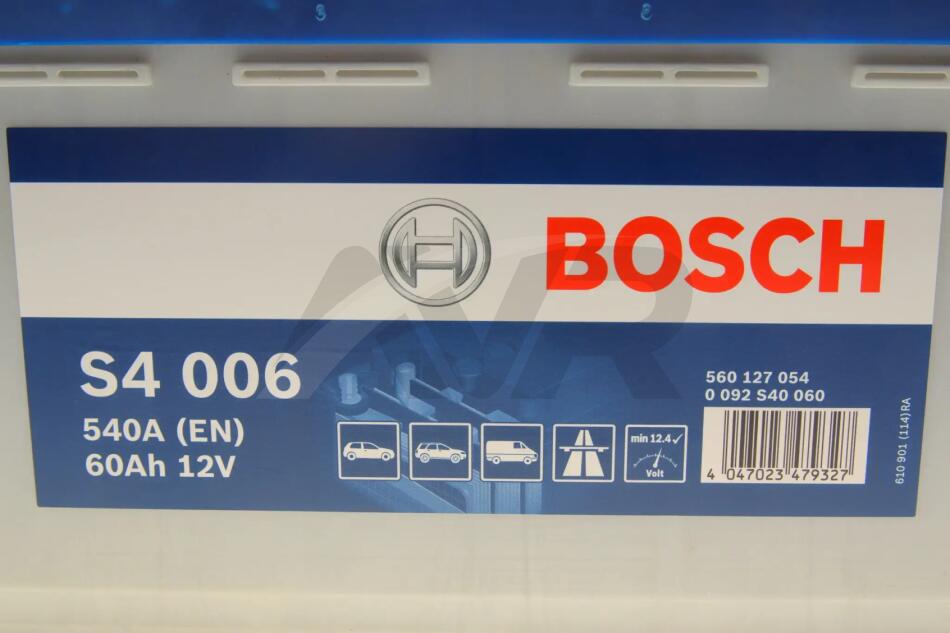 BOSCH
S4 006
540A (EN)
60Ah 12V
min 12.4✓
Volt
560 127 054
0 092 S40 060
4 047023 479327
610 901 (114) RA
NR